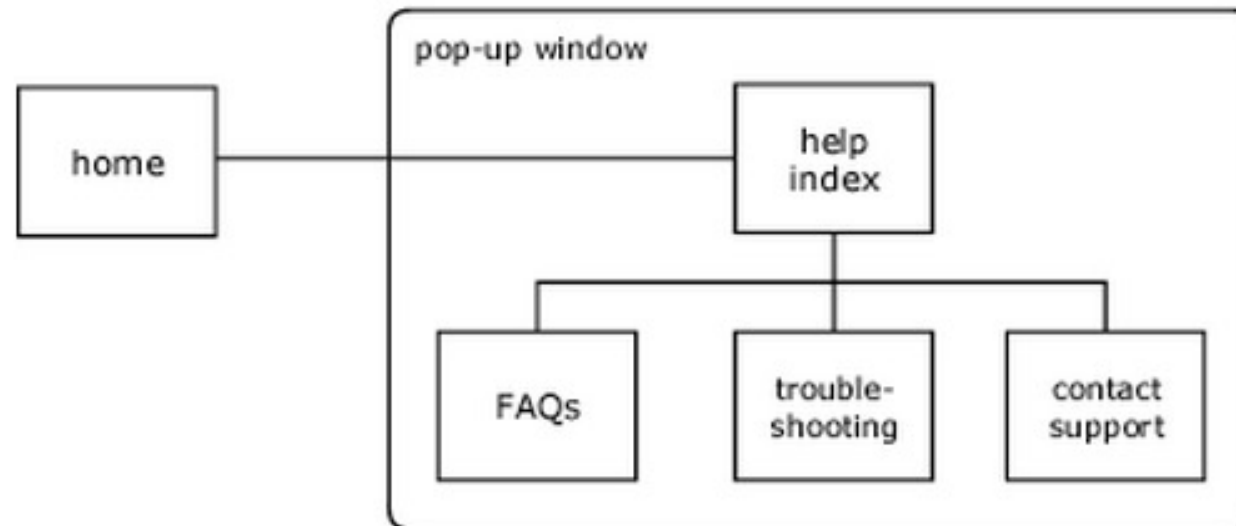 pop-up window
home
help
index
FAQs
trouble-
shooting
contact
support